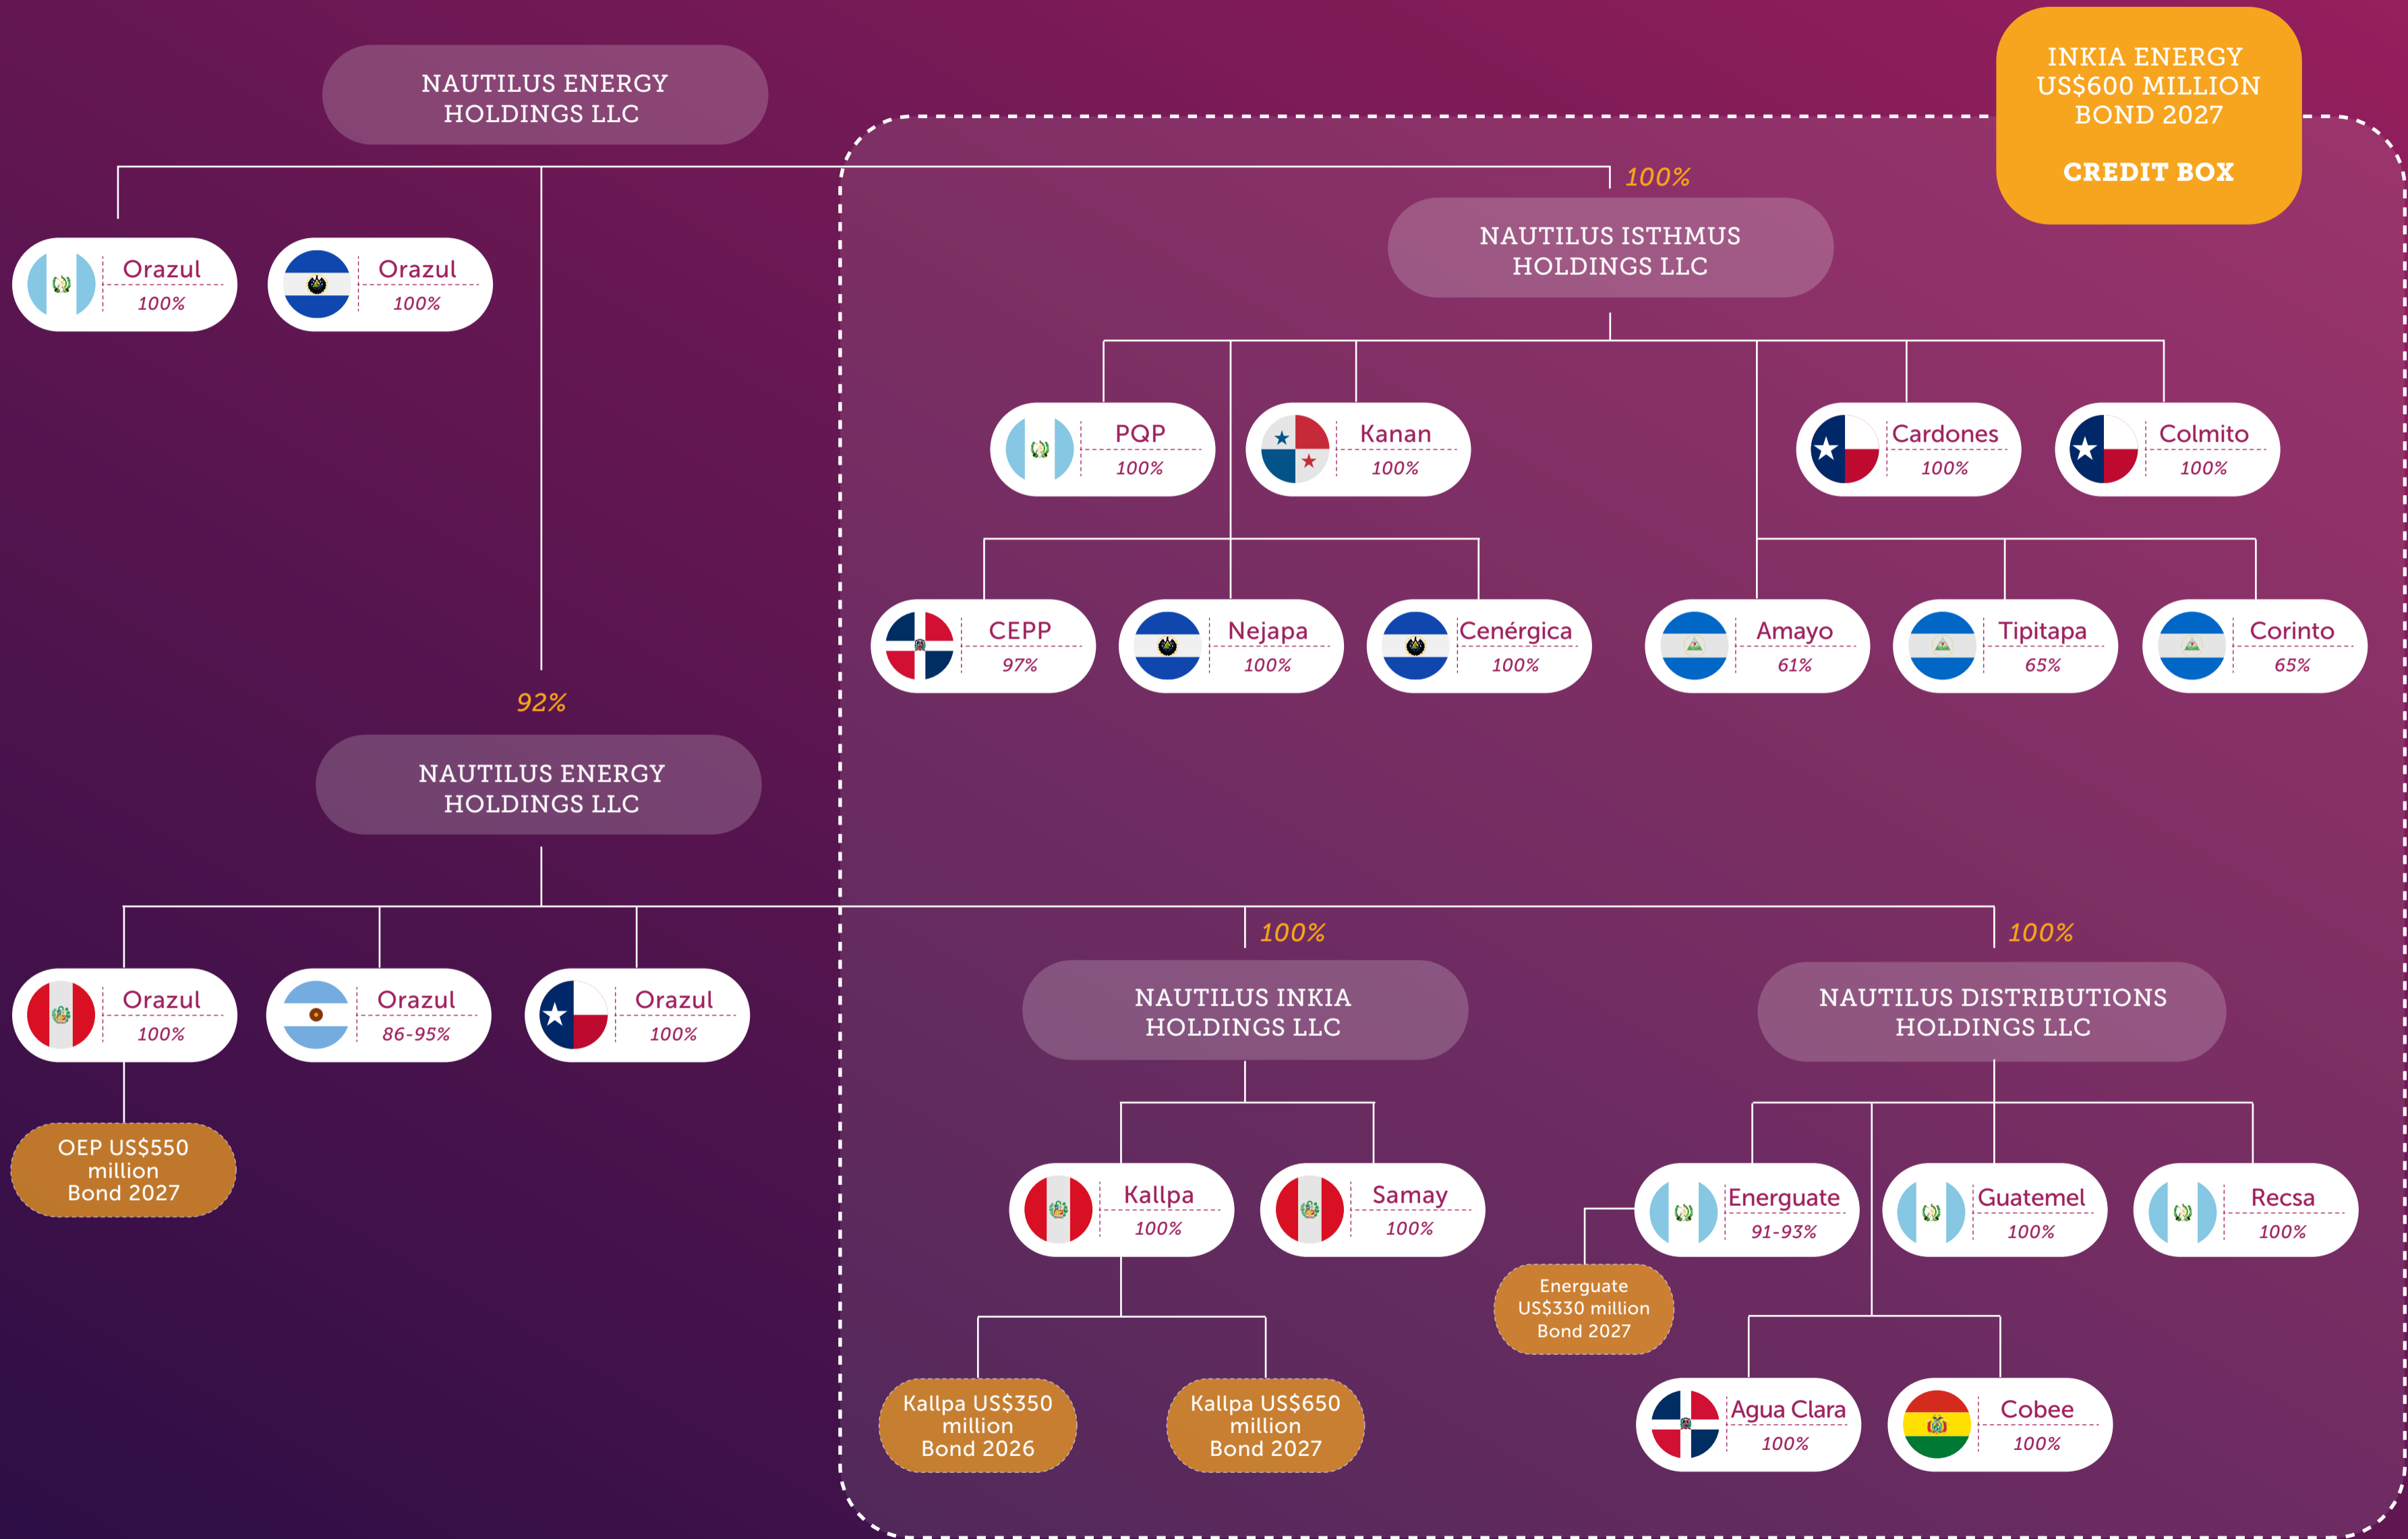 NAUTILUS ENERGY
HOLDINGS LLC
INKIA ENERGY
US$600 MILLION
BOND 2027
CREDIT BOX
100%
NAUTILUS ISTHMUS
HOLDINGS LLC
Orazul
100%
Orazul
100%
PQP
100%
Kanan
100%
Cardones
100%
Colmito
100%
CEPP
97%
Nejapa
100%
Cenérgica
100%
Amayo
61%
Tipitapa
65%
Corinto
65%
92%
NAUTILUS ENERGY
HOLDINGS LLC
100%
100%
Orazul
100%
Orazul
86-95%
Orazul
100%
NAUTILUS INKIA
HOLDINGS LLC
NAUTILUS DISTRIBUTIONS
HOLDINGS LLC
OEP US$550
million
Bond 2027
Kallpa
100%
Samay
100%
Energuate
91-93%
Guatemel
100%
Recsa
100%
Energuate
US$330 million
Bond 2027
Kallpa US$350
million
Bond 2026
Kallpa US$650
million
Bond 2027
Agua Clara
100%
Cobee
100%